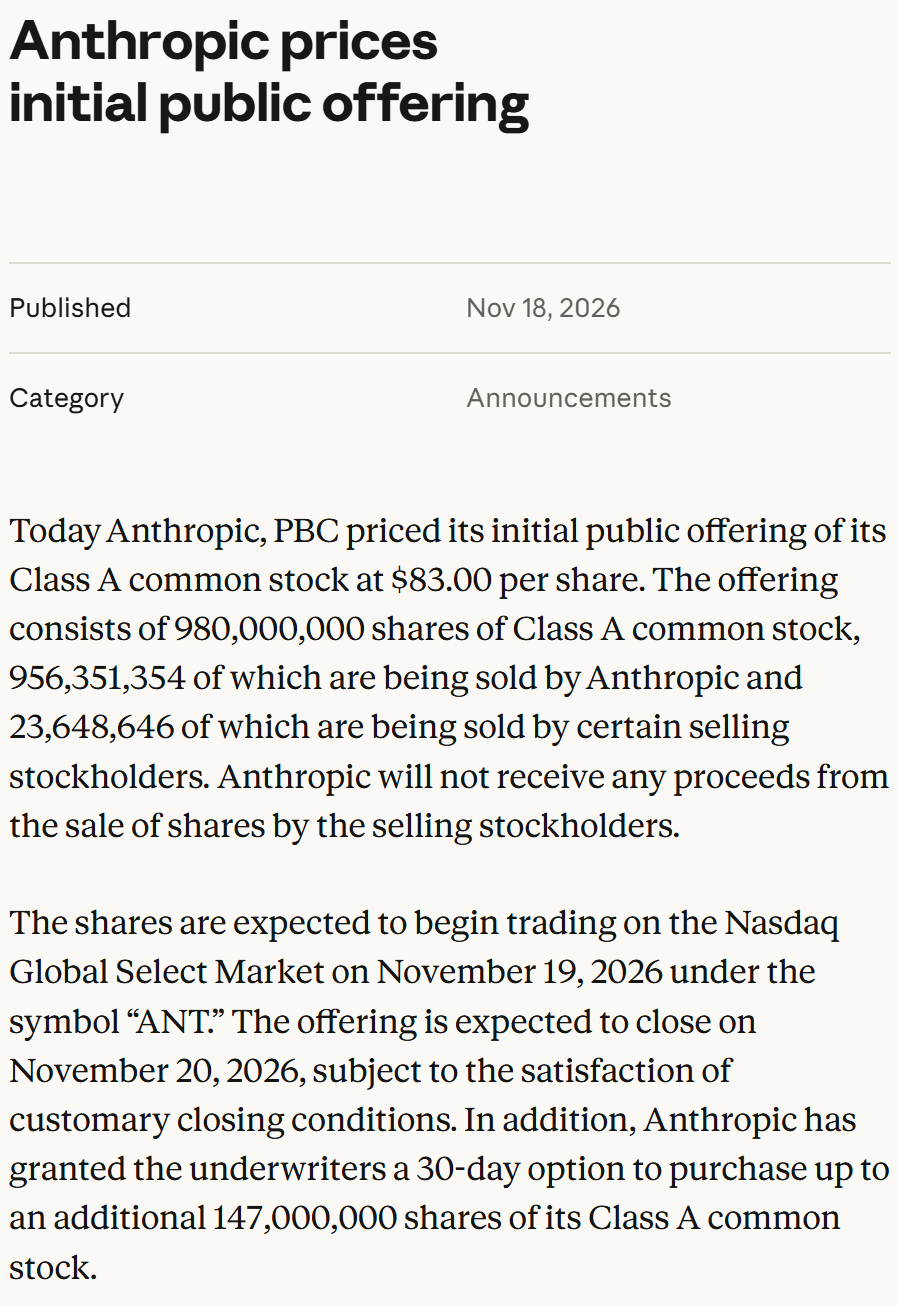 Anthropic prices
initial public offering
Published
Nov 18, 2026
Category
Announcements
Today Anthropic, PBC priced its initial public offering of its
Class A common stock at $83.00 per share. The offering
consists of 980,000,000 shares of Class A common stock,
956,351,354 of which are being sold by Anthropic and
23,648,646 of which are being sold by certain selling
stockholders. Anthropic will not receive any proceeds from
the sale of shares by the selling stockholders.
The shares are expected to begin trading on the Nasdaq
Global Select Market on November 19, 2026 under the
symbol “ANT.” The offering is expected to close on
November 20, 2026, subject to the satisfaction of
customary closing conditions. In addition, Anthropic has
granted the underwriters a 30-day option to purchase up to
an additional 147,000,000 shares of its Class A common
stock.